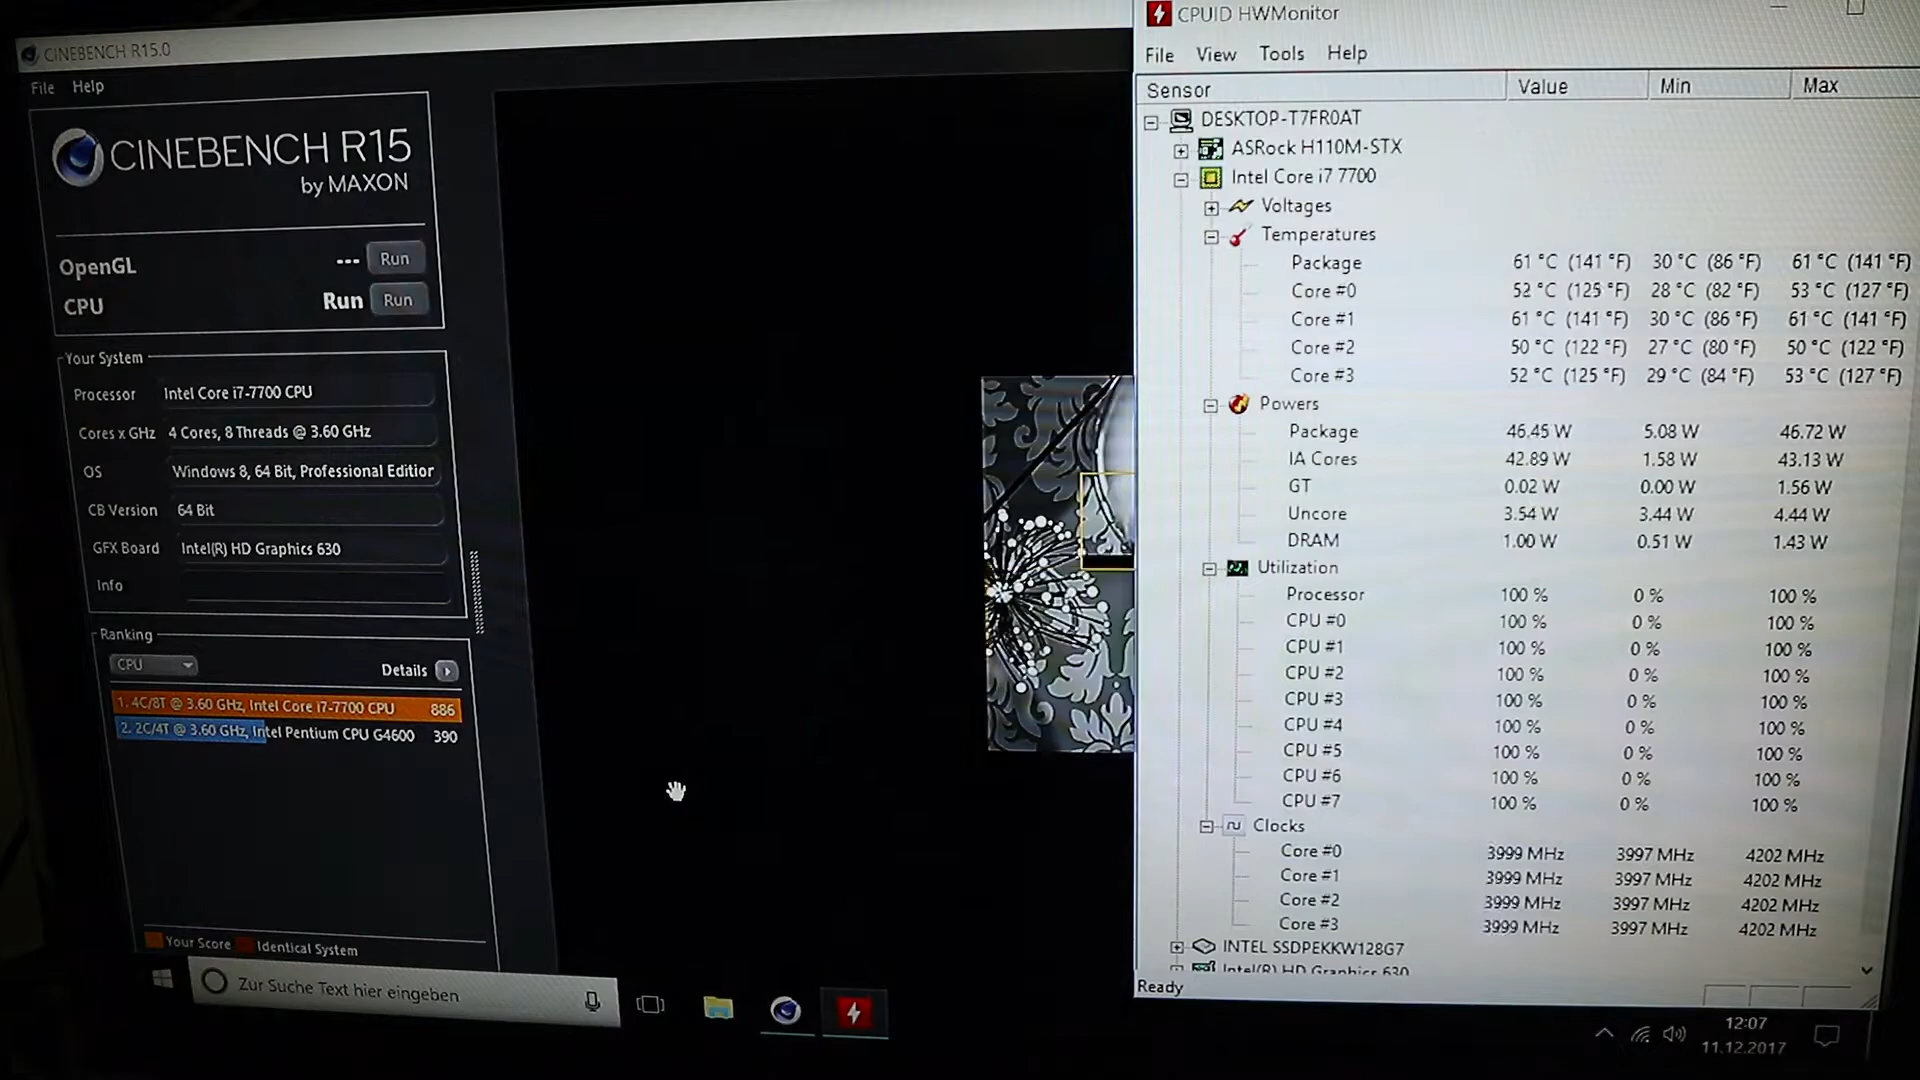 CINEBENCH R15.0
File Help
CINEBENCH R15
by MAXON
OpenGL --- Run
CPU Run Run
Your System
Processor Intel Core i7-7700 CPU
Cores x GHz 4 Cores, 8 Threads @ 3.60 GHz
OS Windows 8, 64 Bit, Professional Editior
CB Version 64 Bit
GFX Board Intel(R) HD Graphics 630
Info
Ranking
CPU Details
1. 4C/8T @ 3.60 GHz, Intel Core i7-7700 CPU 886
2. 2C/4T @ 3.60 GHz, Intel Pentium CPU G4600 390
Your Score Identical System
Zur Suche Text hier eingeben
CPUID HWMonitor
File View Tools Help
Sensor Value Min Max
DESKTOP-T7FR0AT
ASRock H110M-STX
Intel Core i7 7700
Voltages
Temperatures
Package 61 °C (141 °F) 30 °C (86 °F) 61 °C (141 °F)
Core #0 52 °C (125 °F) 28 °C (82 °F) 53 °C (127 °F)
Core #1 61 °C (141 °F) 30 °C (86 °F) 61 °C (141 °F)
Core #2 50 °C (122 °F) 27 °C (80 °F) 50 °C (122 °F)
Core #3 52 °C (125 °F) 29 °C (84 °F) 53 °C (127 °F)
Powers
Package 46.45 W 5.08 W 46.72 W
IA Cores 42.89 W 1.58 W 43.13 W
GT 0.02 W 0.00 W 1.56 W
Uncore 3.54 W 3.44 W 4.44 W
DRAM 1.00 W 0.51 W 1.43 W
Utilization
Processor 100 % 0 % 100 %
CPU #0 100 % 0 % 100 %
CPU #1 100 % 0 % 100 %
CPU #2 100 % 0 % 100 %
CPU #3 100 % 0 % 100 %
CPU #4 100 % 0 % 100 %
CPU #5 100 % 0 % 100 %
CPU #6 100 % 0 % 100 %
CPU #7 100 % 0 % 100 %
Clocks
Core #0 3999 MHz 3997 MHz 4202 MHz
Core #1 3999 MHz 3997 MHz 4202 MHz
Core #2 3999 MHz 3997 MHz 4202 MHz
Core #3 3999 MHz 3997 MHz 4202 MHz
INTEL SSDPEKKW128G7
Intel(R) HD Graphics 630
Ready
12:07
11.12.2017